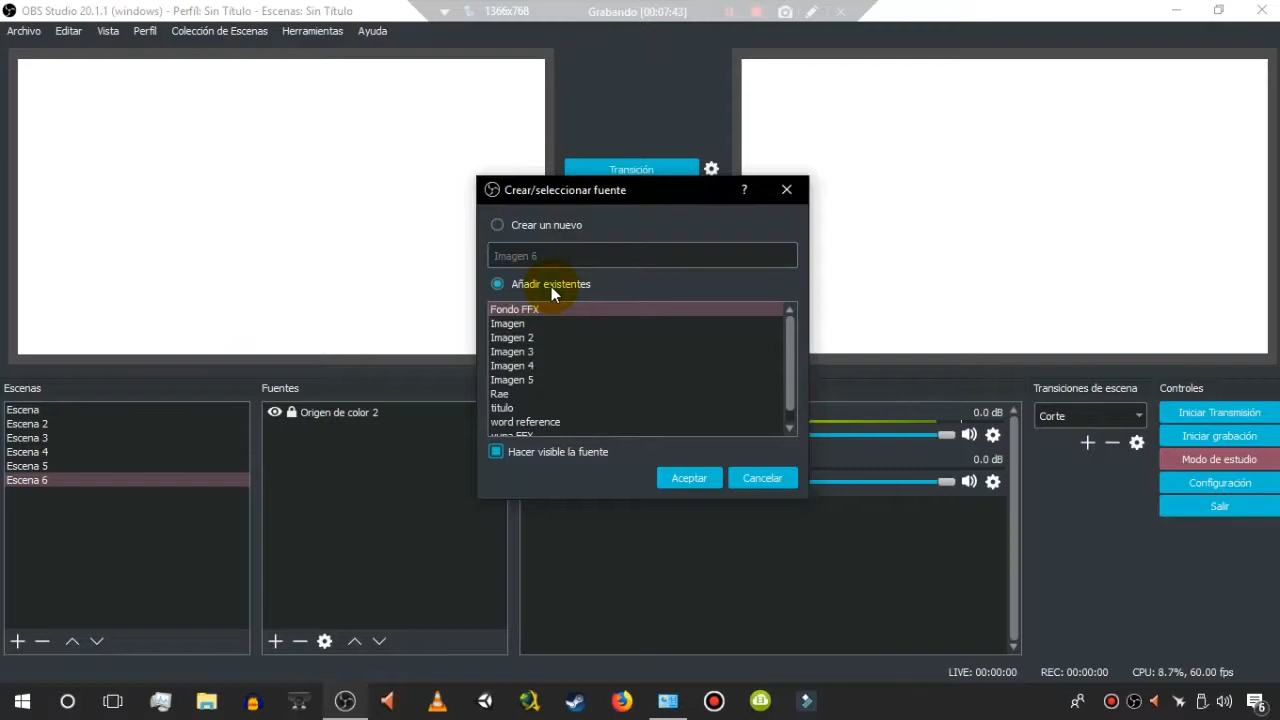 OBS Studio 20.1.1 (windows) - Perfil: Sin Título - Escenas: Sin Título
1366x768
Grabando [00:07:43]
Archivo Editar Vista Perfil Colección de Escenas Herramientas Ayuda
Transición
Crear/seleccionar fuente
?
Crear un nuevo
Imagen 6
Añadir existentes
Fondo FFX
Imagen
Imagen 2
Imagen 3
Imagen 4
Imagen 5
Rae
titulo
word reference
yuna FFX
Hacer visible la fuente
Aceptar Cancelar
Escenas
Escena
Escena 2
Escena 3
Escena 4
Escena 5
Escena 6
Fuentes
Origen de color 2
0.0 dB
0.0 dB
Transiciones de escena
Corte
Controles
Iniciar Transmisión
Iniciar grabación
Modo de estudio
Configuración
Salir
LIVE: 00:00:00 REC: 00:00:00 CPU: 8.7%, 60.00 fps
6